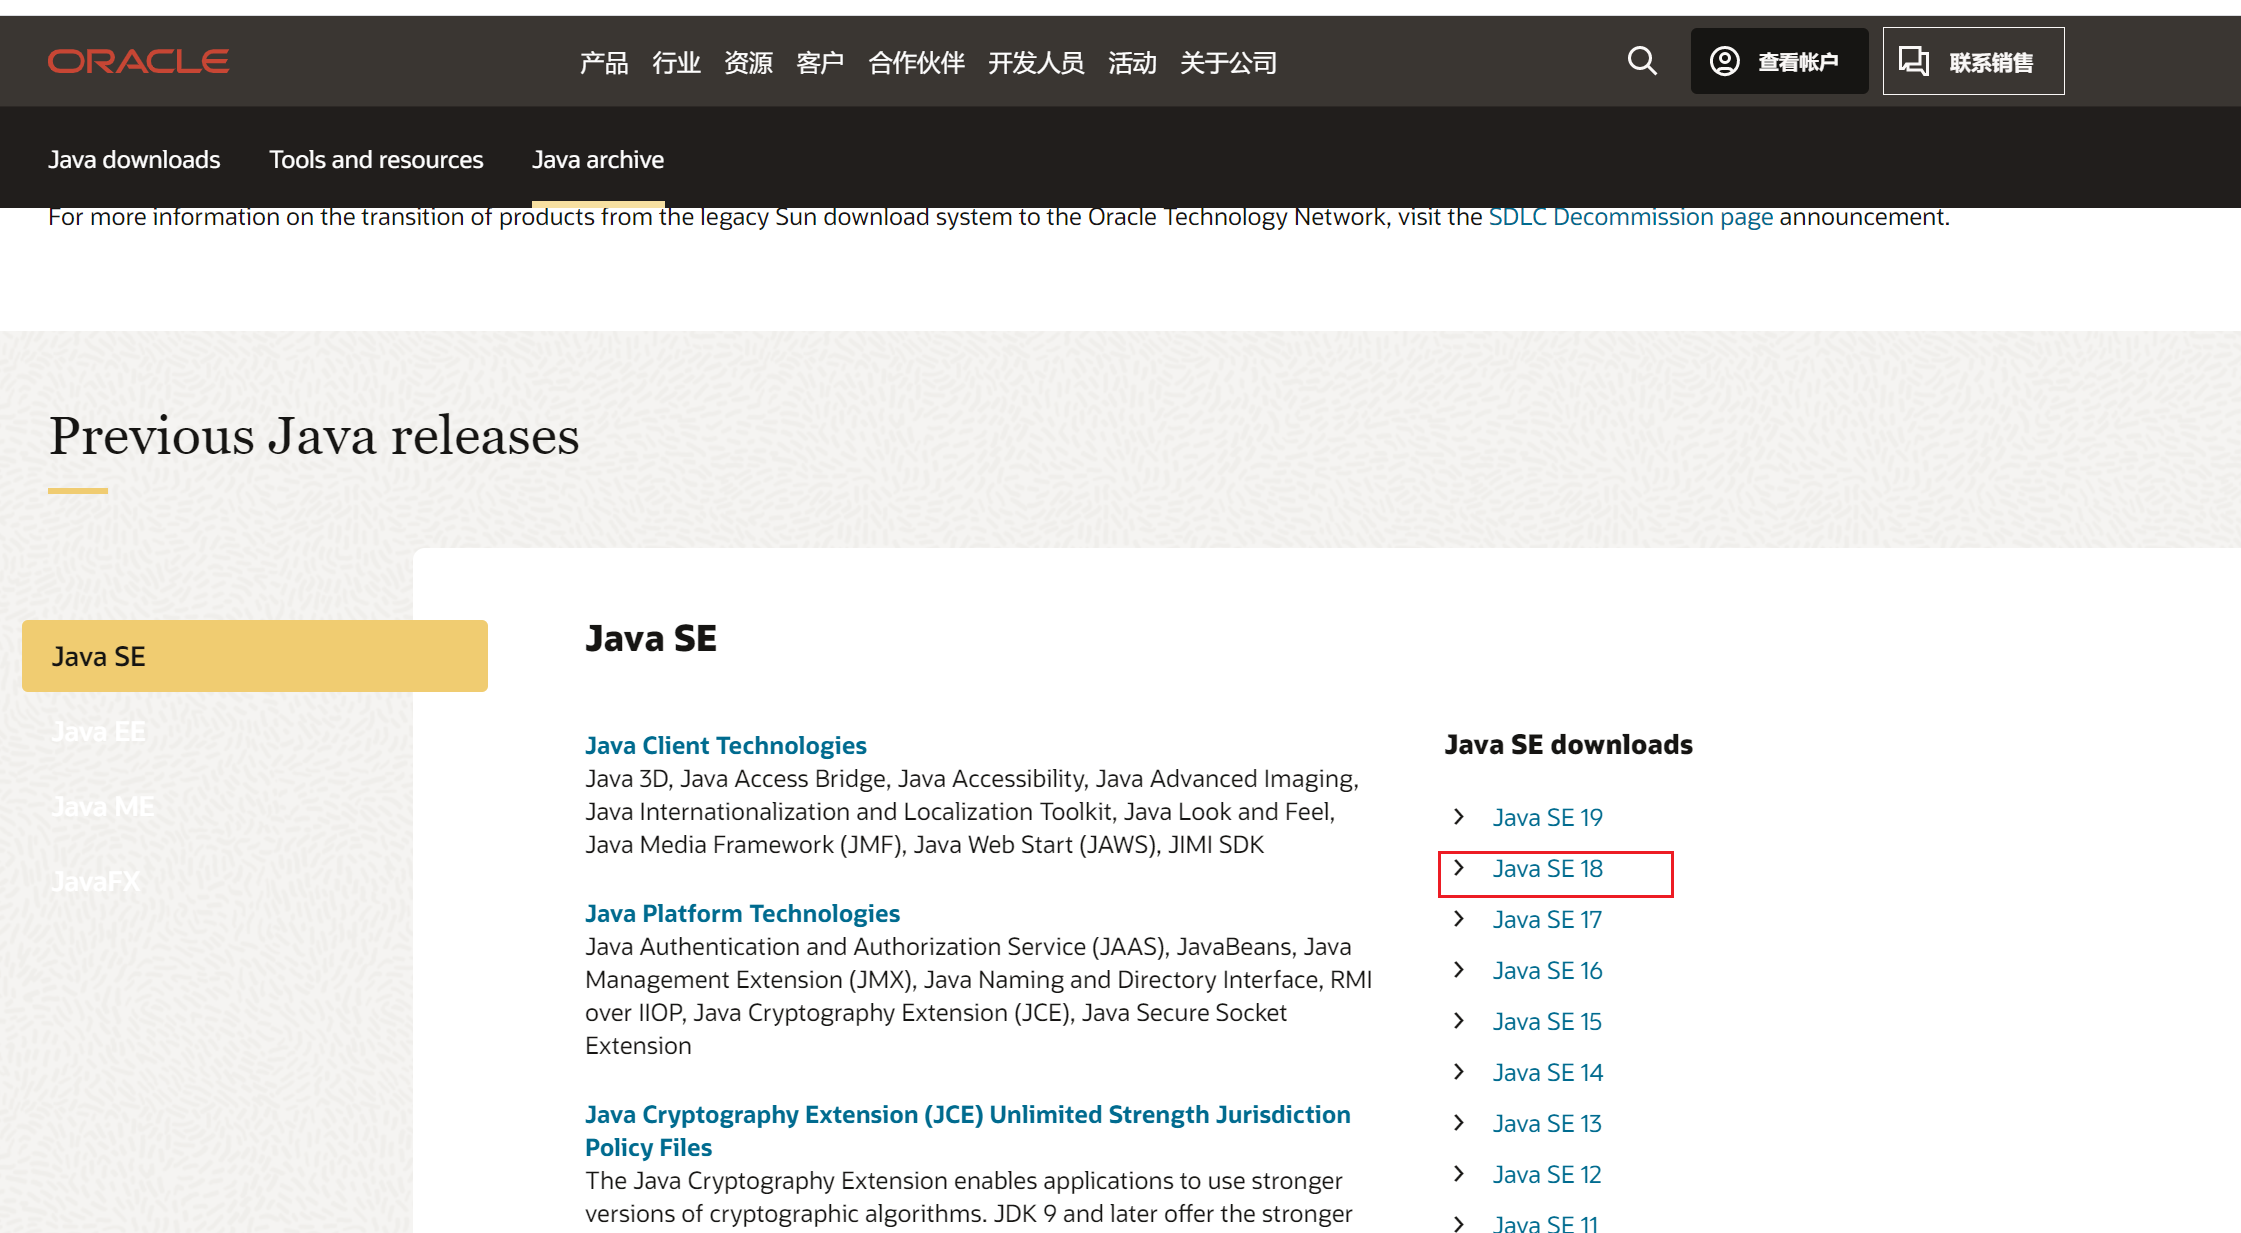 ORACLE
产品 行业 资源 客户 合作伙伴 开发人员 活动 关于公司
查看帐户
联系销售
Java downloads Tools and resources Java archive
For more information on the transition of products from the legacy Sun download system to the Oracle Technology Network, visit the SDLC Decommission page announcement.
Previous Java releases
Java SE
Java EE
Java ME
JavaFX
Java SE
Java Client Technologies
Java 3D, Java Access Bridge, Java Accessibility, Java Advanced Imaging,
Java Internationalization and Localization Toolkit, Java Look and Feel,
Java Media Framework (JMF), Java Web Start (JAWS), JIMI SDK
Java Platform Technologies
Java Authentication and Authorization Service (JAAS), JavaBeans, Java
Management Extension (JMX), Java Naming and Directory Interface, RMI
over IIOP, Java Cryptography Extension (JCE), Java Secure Socket
Extension
Java Cryptography Extension (JCE) Unlimited Strength Jurisdiction
Policy Files
The Java Cryptography Extension enables applications to use stronger
versions of cryptographic algorithms. JDK 9 and later offer the stronger
Java SE downloads
Java SE 19
Java SE 18
Java SE 17
Java SE 16
Java SE 15
Java SE 14
Java SE 13
Java SE 12
Java SE 11